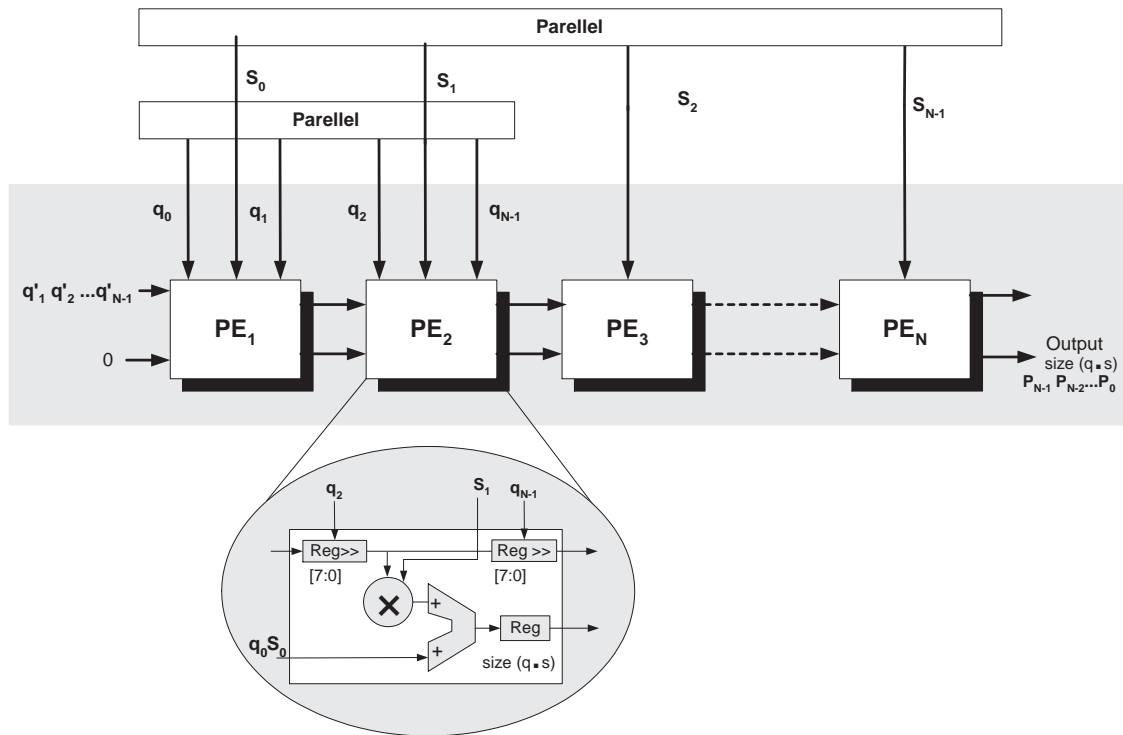 Parellel
S0
S1
S2
SN-1
Parellel
q0
q1
q2
qN-1
q'1 q'2 ...q'N-1
0
PE1
PE2
PE3
PEN
Output
size (q▪s)
PN-1 PN-2...P0
q2
S1
qN-1
Reg>>
Reg >>
[7:0]
[7:0]
×
+
+
Reg
q0S0
size (q▪s)